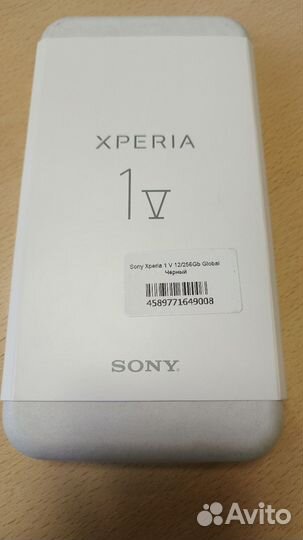 XPERIA
1V
Sony Xperia 1 V 12/256Gb Global
Черный
4589771649008
SONY
Avito